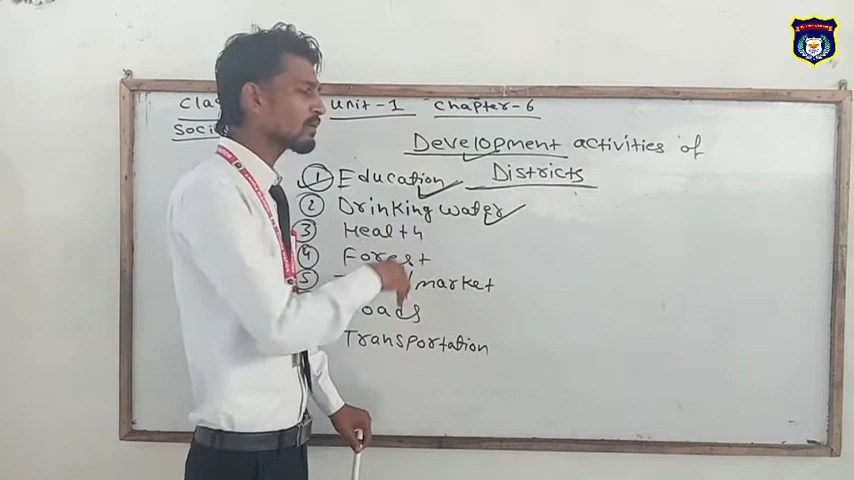 unit-1 chapter-6
Development activities of
Districts
1 Education
2 Drinking water
3 Health
4 Forest
5 /market
Transportation